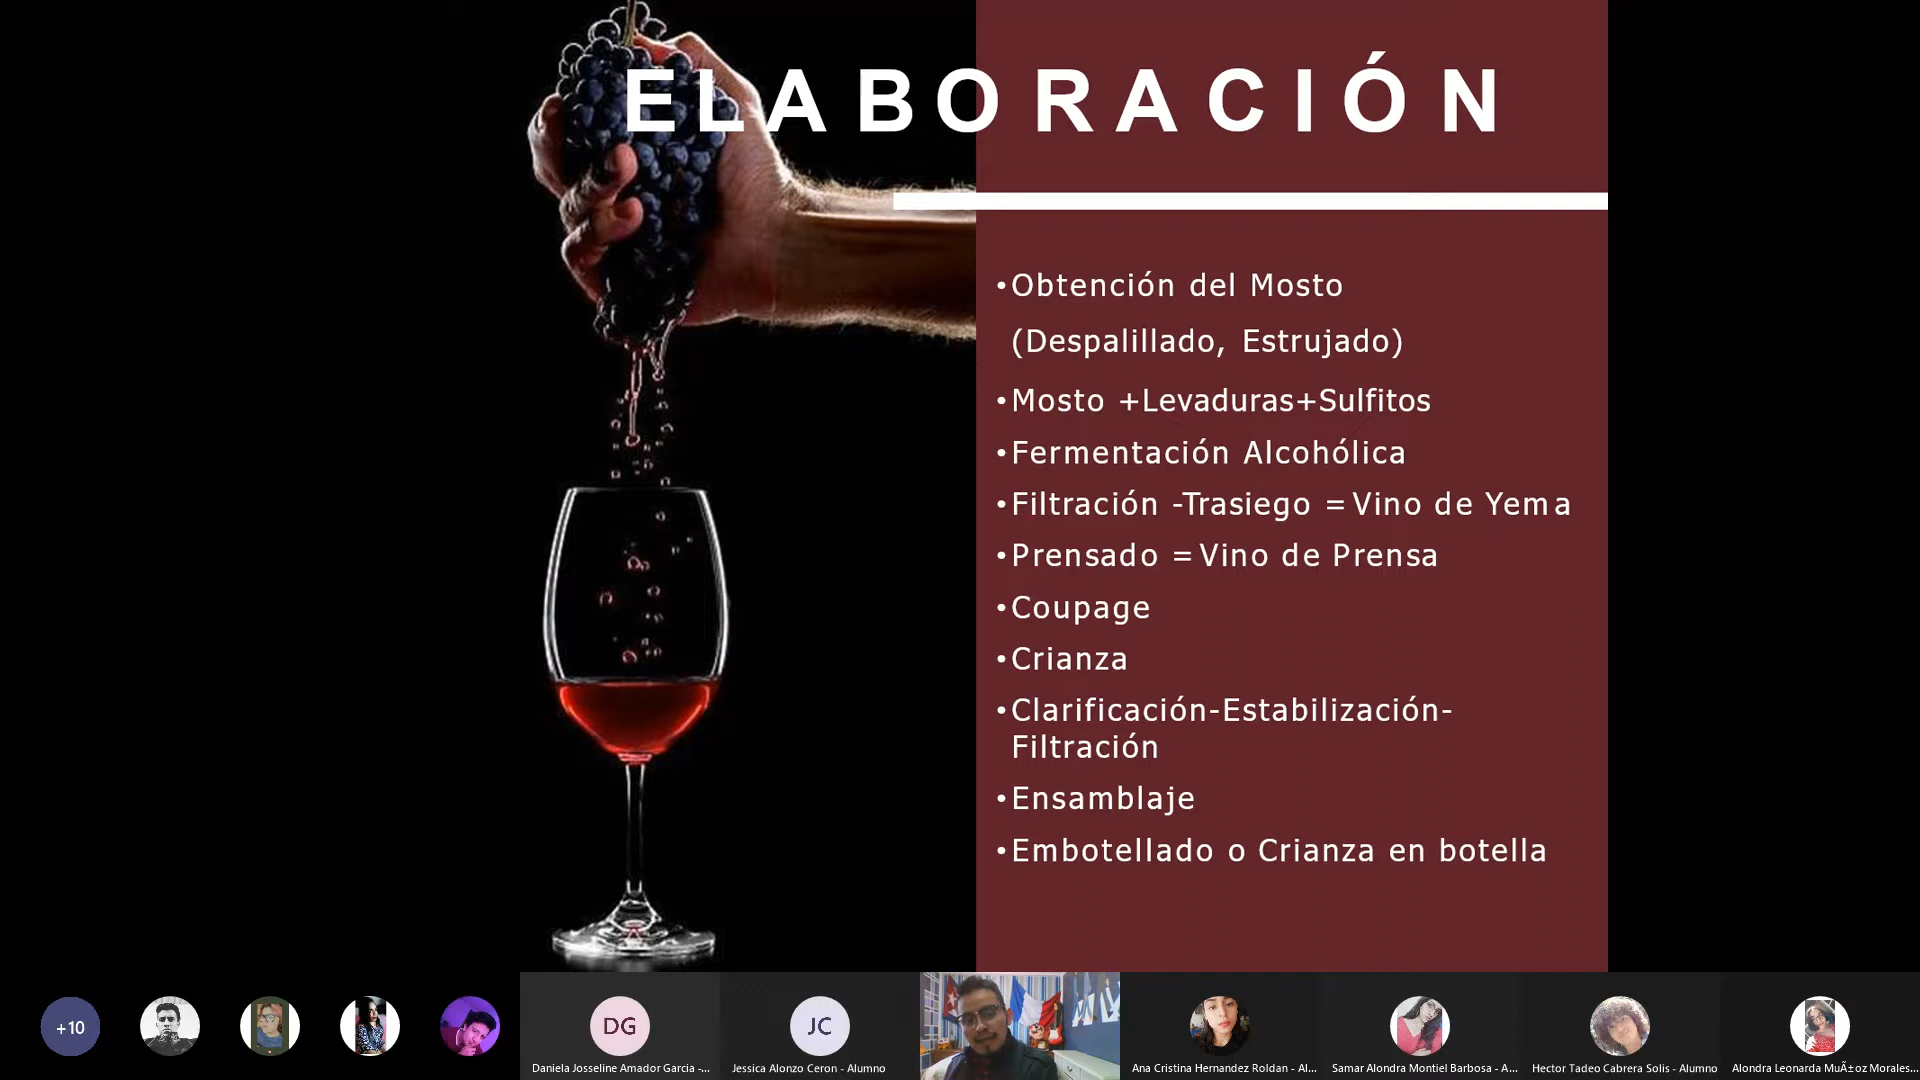 ELABORACIÓN
•Obtención del Mosto
(Despalillado, Estrujado)
•Mosto +Levaduras+Sulfitos
•Fermentación Alcohólica
•Filtración -Trasiego =Vino de Yema
•Prensado =Vino de Prensa
•Coupage
•Crianza
•Clarificación-Estabilización-
Filtración
•Ensamblaje
•Embotellado o Crianza en botella
+10
DG
JC
Daniela Josseline Amador Garcia -...
Jessica Alonzo Ceron - Alumno
Ana Cristina Hernandez Roldan - Al...
Samar Alondra Montiel Barbosa - A...
Hector Tadeo Cabrera Solis - Alumno
Alondra Leonarda MuÃ±oz Morales...